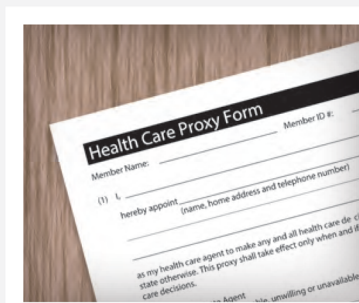 Health Care Proxy Form
Member Name:
Member ID #:
(1) I,
hereby appoint
(name, home address and telephone number)
as my health care agent to make any and all health care de
state otherwise. This proxy shall take effect only when and if
care decisions.
Agent
unwilling or unavailable